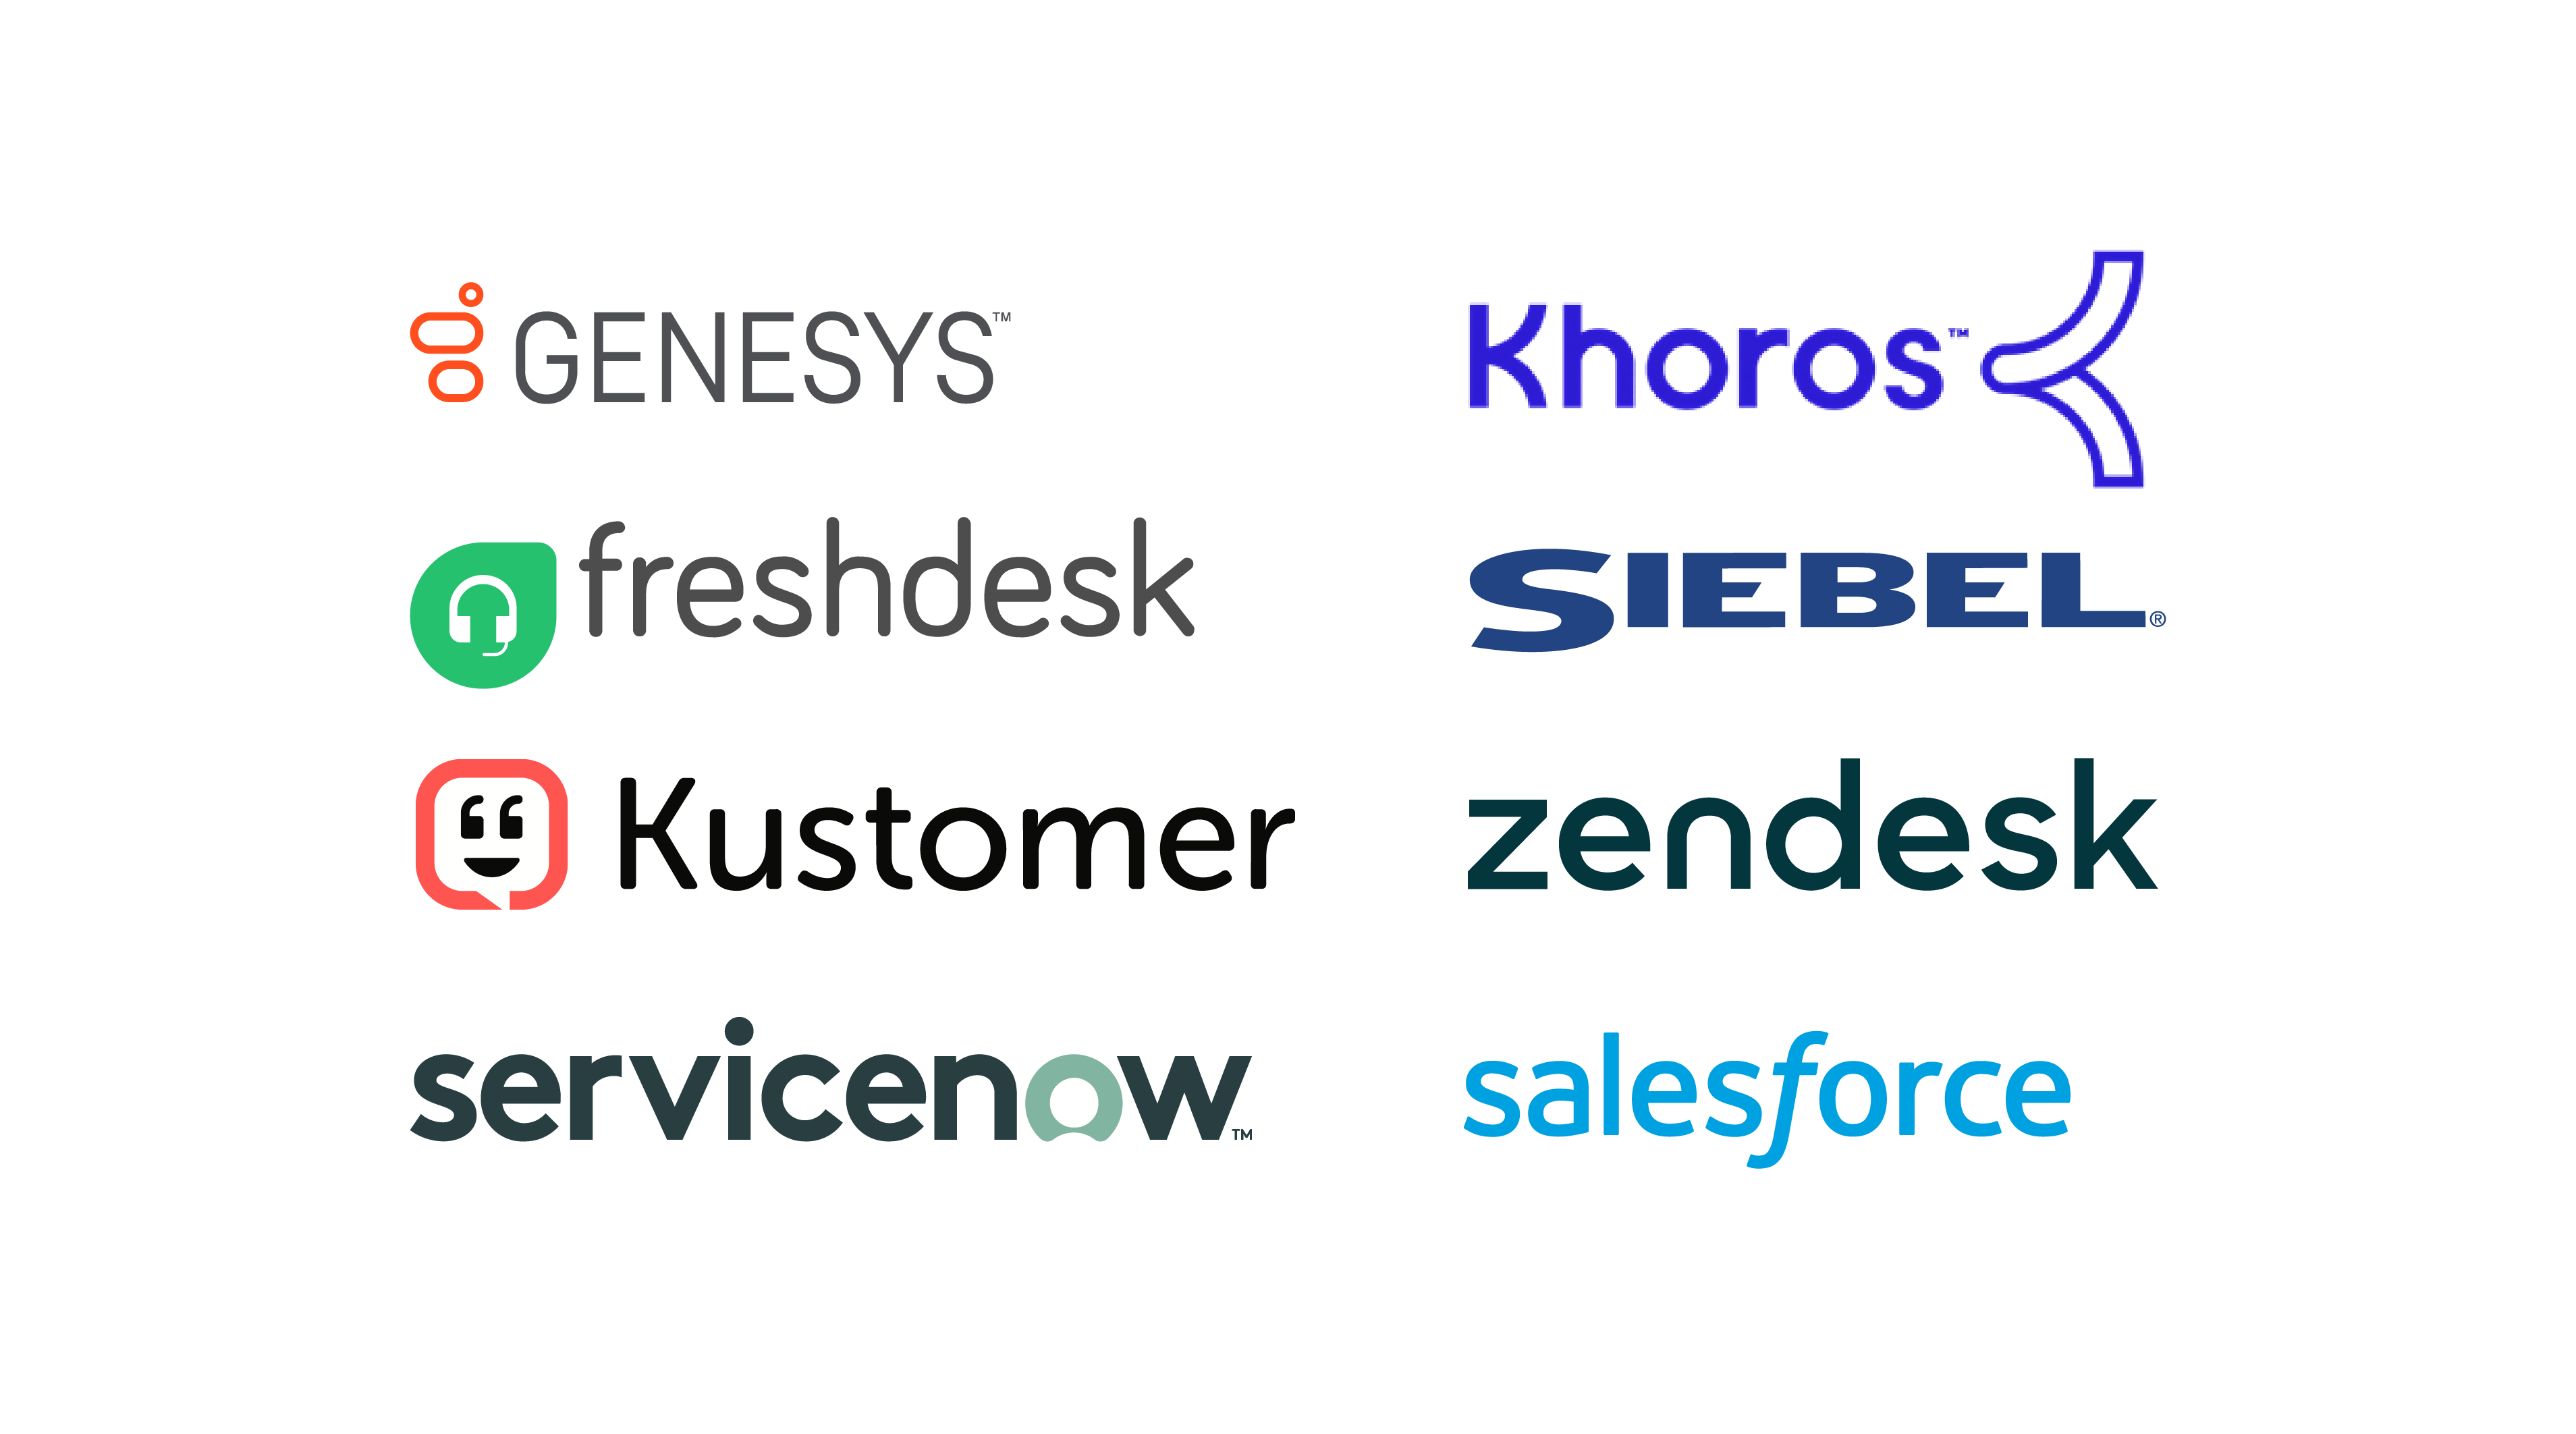 GENESYS™
Khoros™
freshdesk
SIEBEL®
Kustomer
zendesk
servicenow™
salesforce